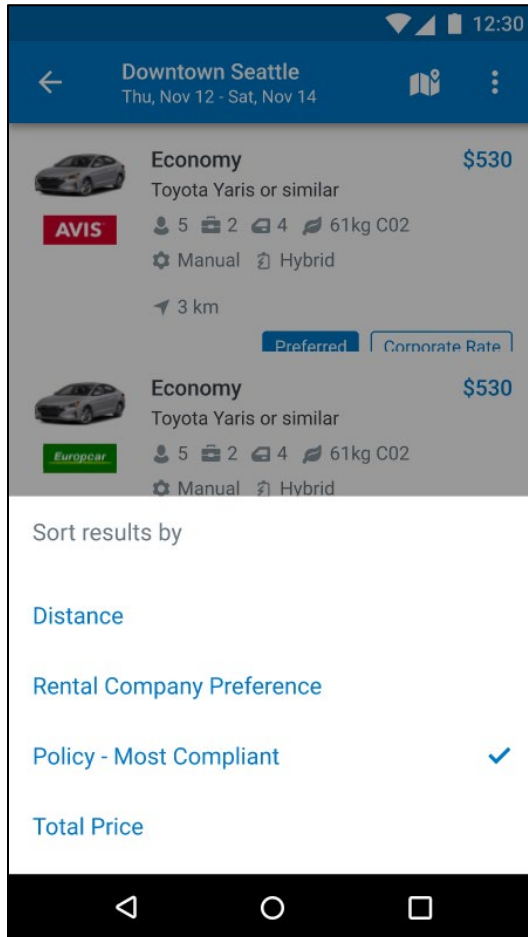 12:30
Downtown Seattle
Thu, Nov 12 - Sat, Nov 14
Economy $530
Toyota Yaris or similar
AVIS 5 2 4 61kg C02
Manual Hybrid
3 km
Preferred Corporate Rate
Economy $530
Toyota Yaris or similar
Europcar 5 2 4 61kg C02
Manual Hybrid
Sort results by
Distance
Rental Company Preference
Policy - Most Compliant
Total Price